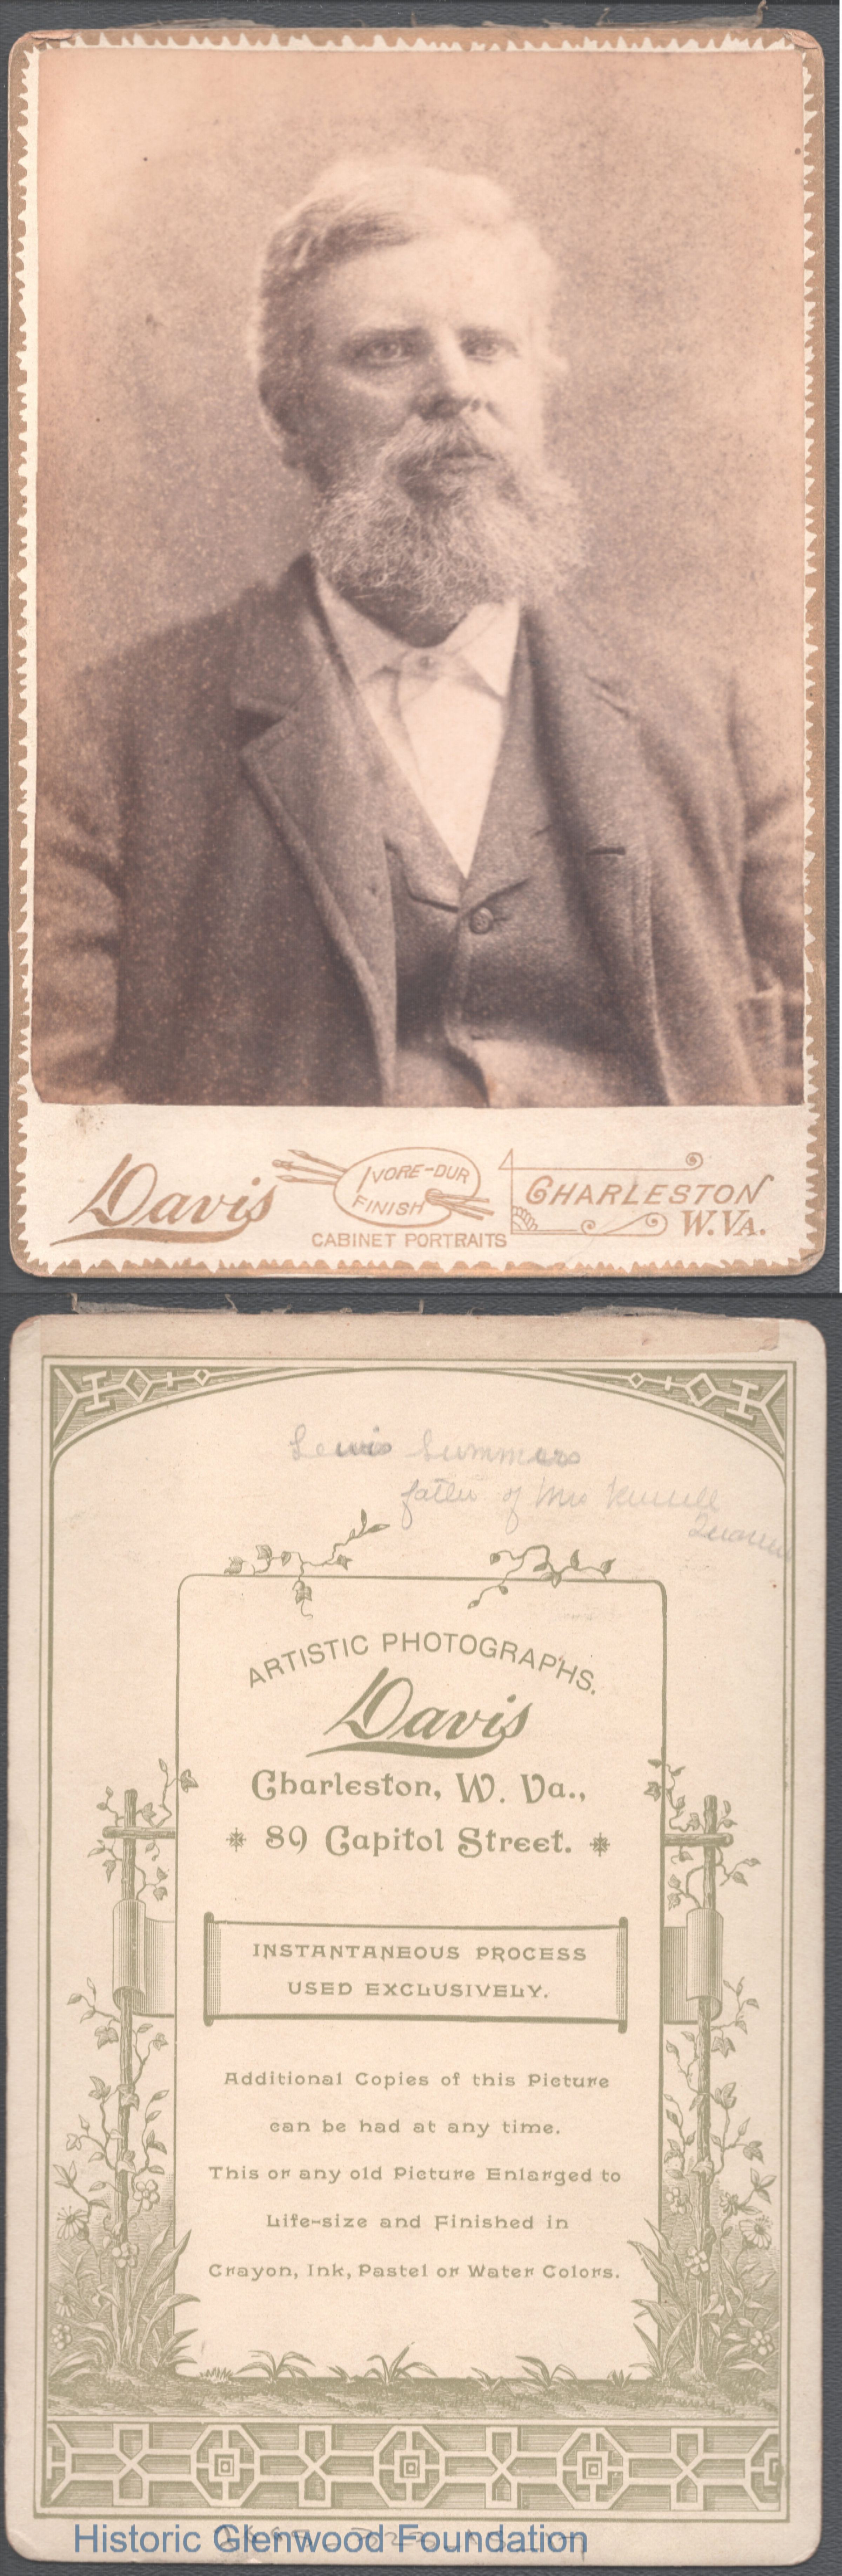 Davis
IVORE-DUR
FINISH
CABINET PORTRAITS
CHARLESTON
W. VA.
Lewis Summers
father of Mrs
ARTISTIC PHOTOGRAPHS.
Davis
Charleston, W. Va.,
89 Capitol Street.
INSTANTANEOUS PROCESS
USED EXCLUSIVELY.
Additional Copies of this Picture
can be had at any time.
This or any old Picture Enlarged to
Life-size and Finished in
Crayon, Ink, Pastel or Water Colors.
Historic Glenwood Foundation